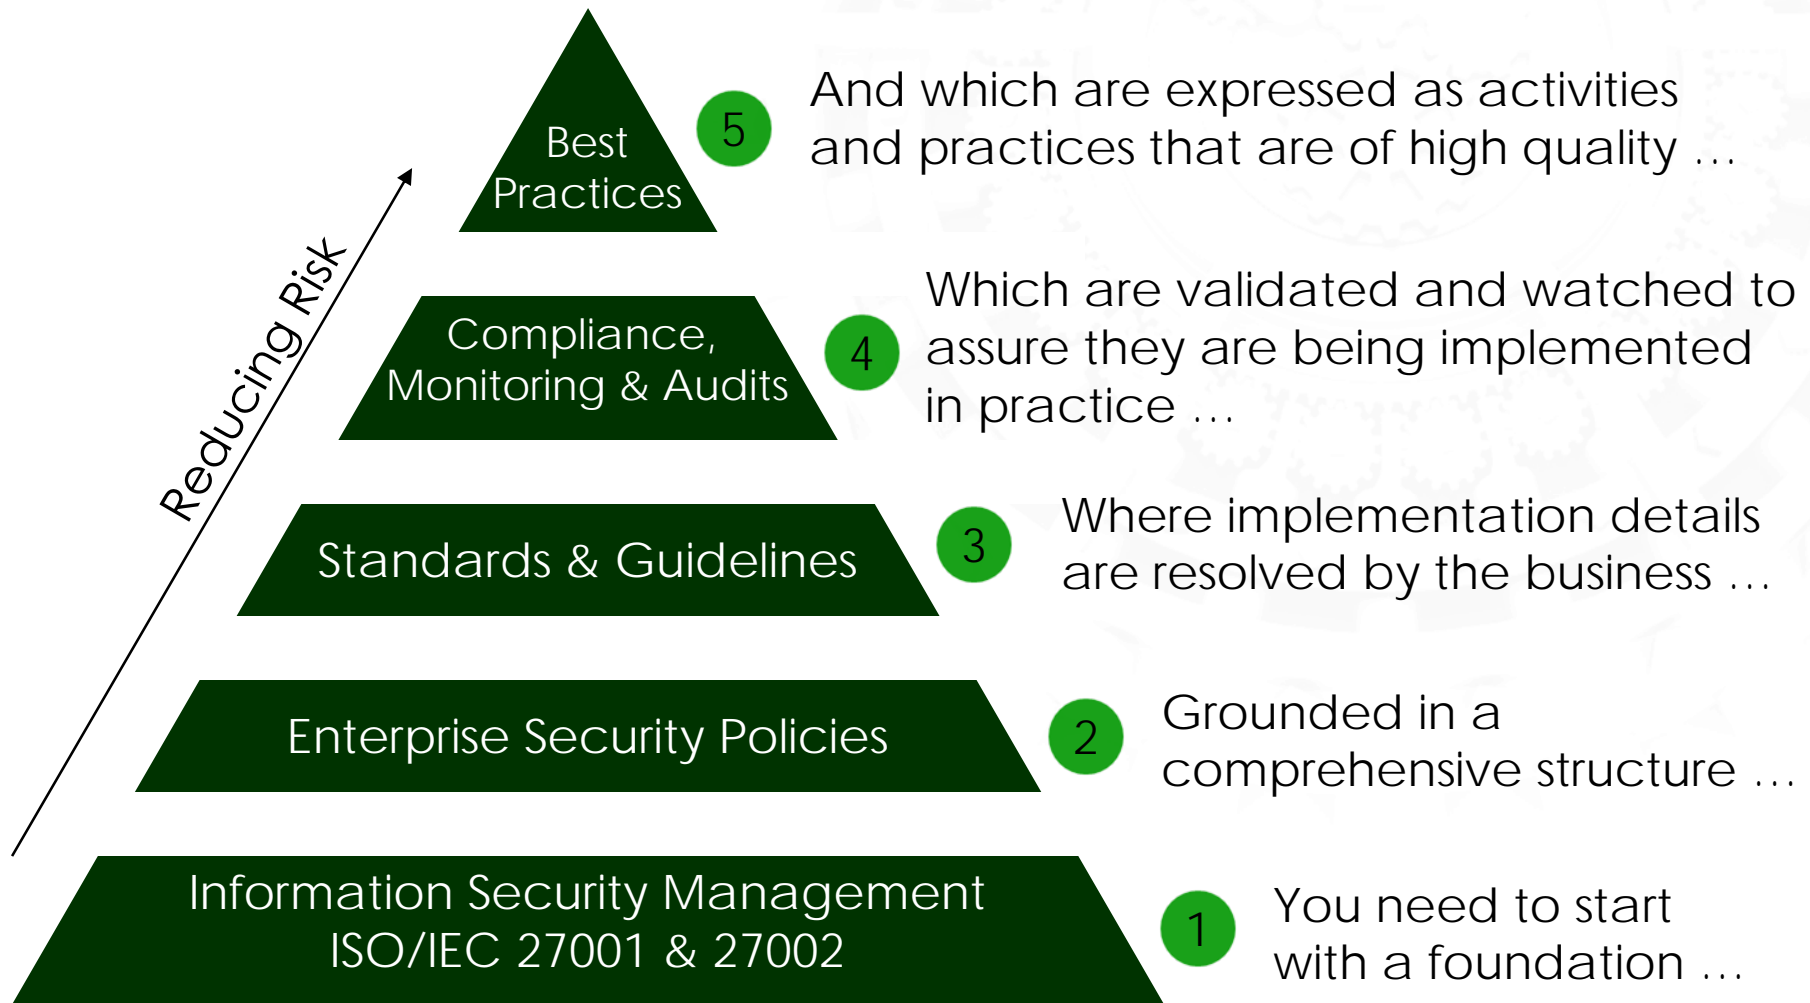 Best
Practices
5
And which are expressed as activities
and practices that are of high quality …
Reducing Risk
Compliance,
Monitoring & Audits
4
Which are validated and watched to
assure they are being implemented
in practice …
Standards & Guidelines
3
Where implementation details
are resolved by the business …
Enterprise Security Policies
2
Grounded in a
comprehensive structure …
Information Security Management
ISO/IEC 27001 & 27002
1
You need to start
with a foundation …